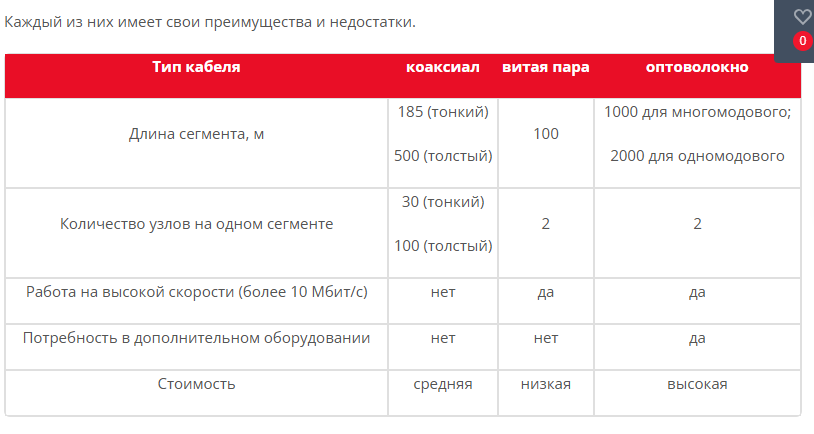 Каждый из них имеет свои преимущества и недостатки.
0
Тип кабеля коаксиал витая пара оптоволокно
185 (тонкий) 1000 для многомодового;
Длина сегмента, м 100
500 (толстый) 2000 для одномодового
30 (тонкий)
Количество узлов на одном сегменте 2 2
100 (толстый)
Работа на высокой скорости (более 10 Мбит/с) нет да да
Потребность в дополнительном оборудовании нет нет да
Стоимость средняя низкая высокая